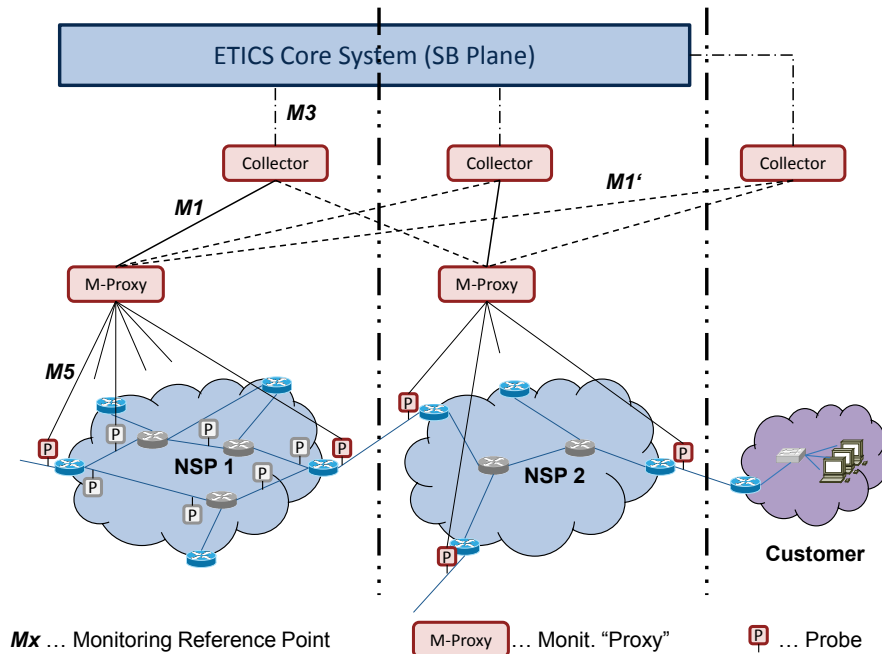 ETICS Core System (SB Plane)
M3
Collector
Collector
Collector
M1
M1‘
M-Proxy
M-Proxy
M5
P
P
P
P
P
P
P
P
P
P
P
NSP 1
NSP 2
P
Customer
Mx … Monitoring Reference Point
M-Proxy … Monit. “Proxy”
P … Probe